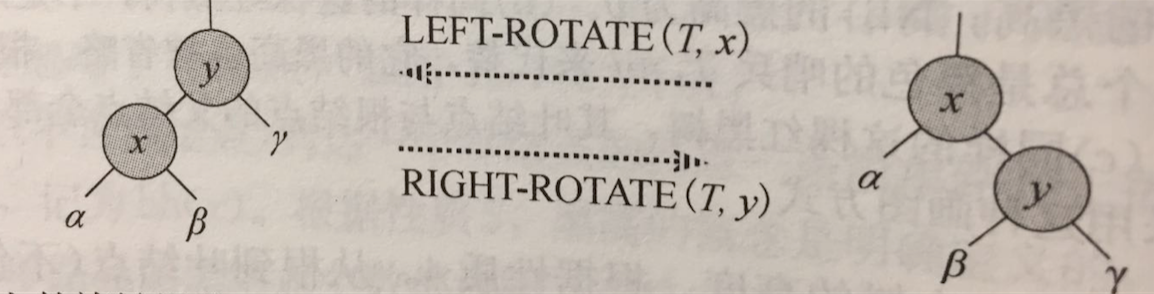 y
x
γ
α
β
LEFT-ROTATE(T, x)
RIGHT-ROTATE(T, y)
x
α
y
β
γ